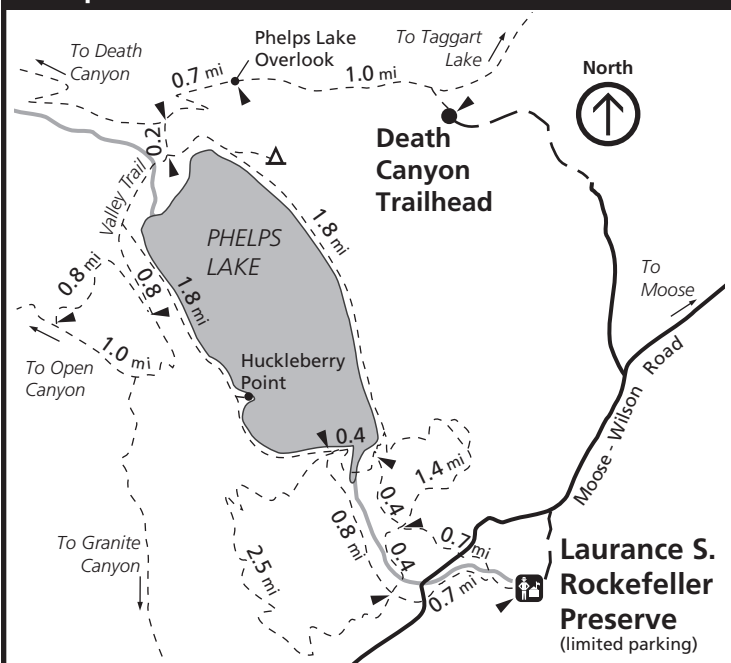 To Death
Canyon
Phelps Lake
Overlook
To Taggart
Lake
0.7 mi
1.0 mi
North
0.2
Death
Canyon
Trailhead
Valley Trail
PHELPS
LAKE
1.8 mi
To
Moose
0.8 mi
0.8
1.8 mi
1.0 mi
To Open
Canyon
Huckleberry
Point
Moose - Wilson Road
0.4
1.4 mi
0.4
0.8 mi
0.7 mi
0.4
To Granite
Canyon
2.5 mi
0.7 mi
Laurance S.
Rockefeller
Preserve
(limited parking)